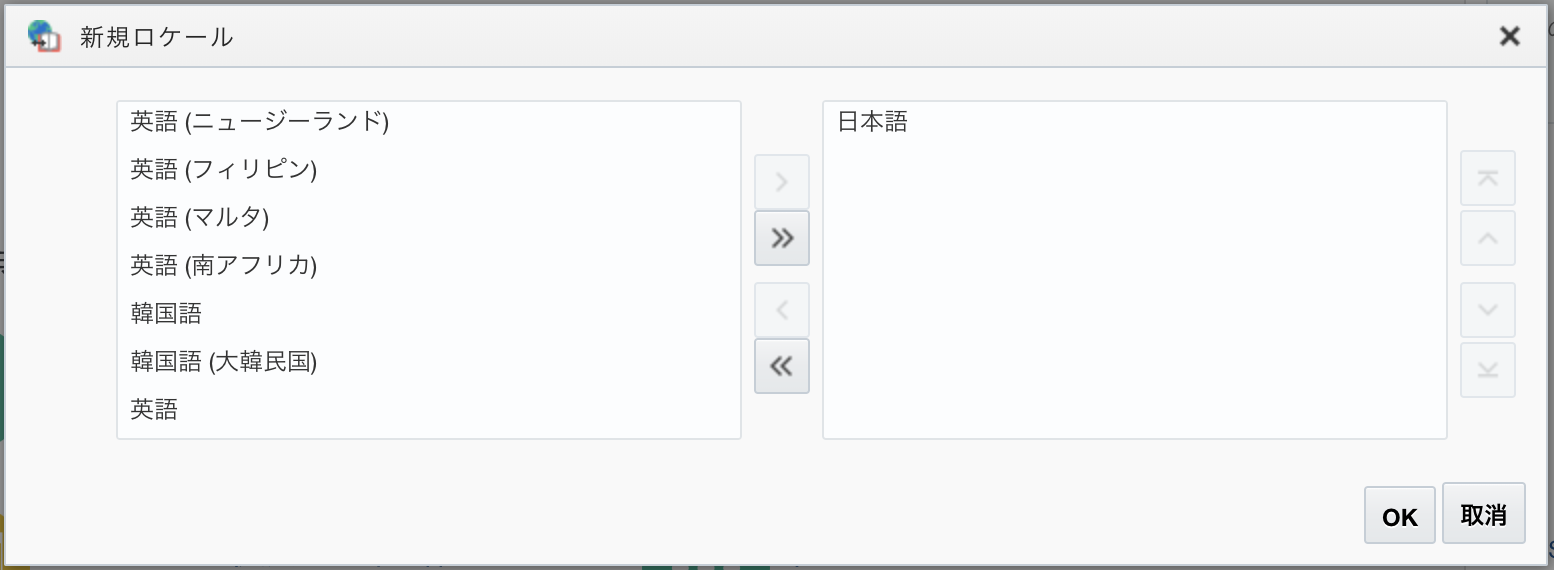 新規ロケール
英語 (ニュージーランド)
英語 (フィリピン)
英語 (マルタ)
英語 (南アフリカ)
韓国語
韓国語 (大韓民国)
英語
日本語
OK
取消